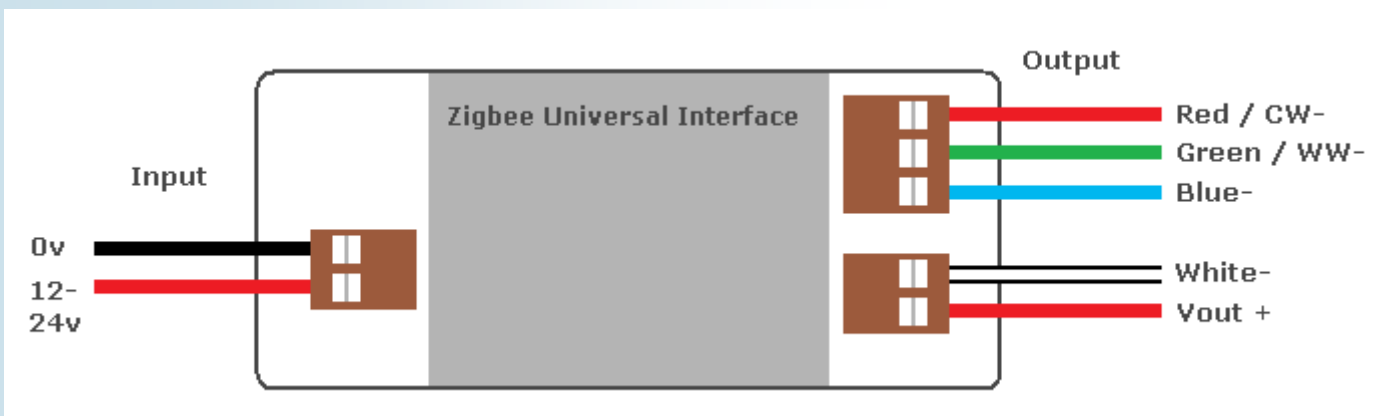 Output
Zigbee Universal Interface
Red / CW-
Green / WW-
Input
Blue-
0v
White-
12-
24v
Vout +